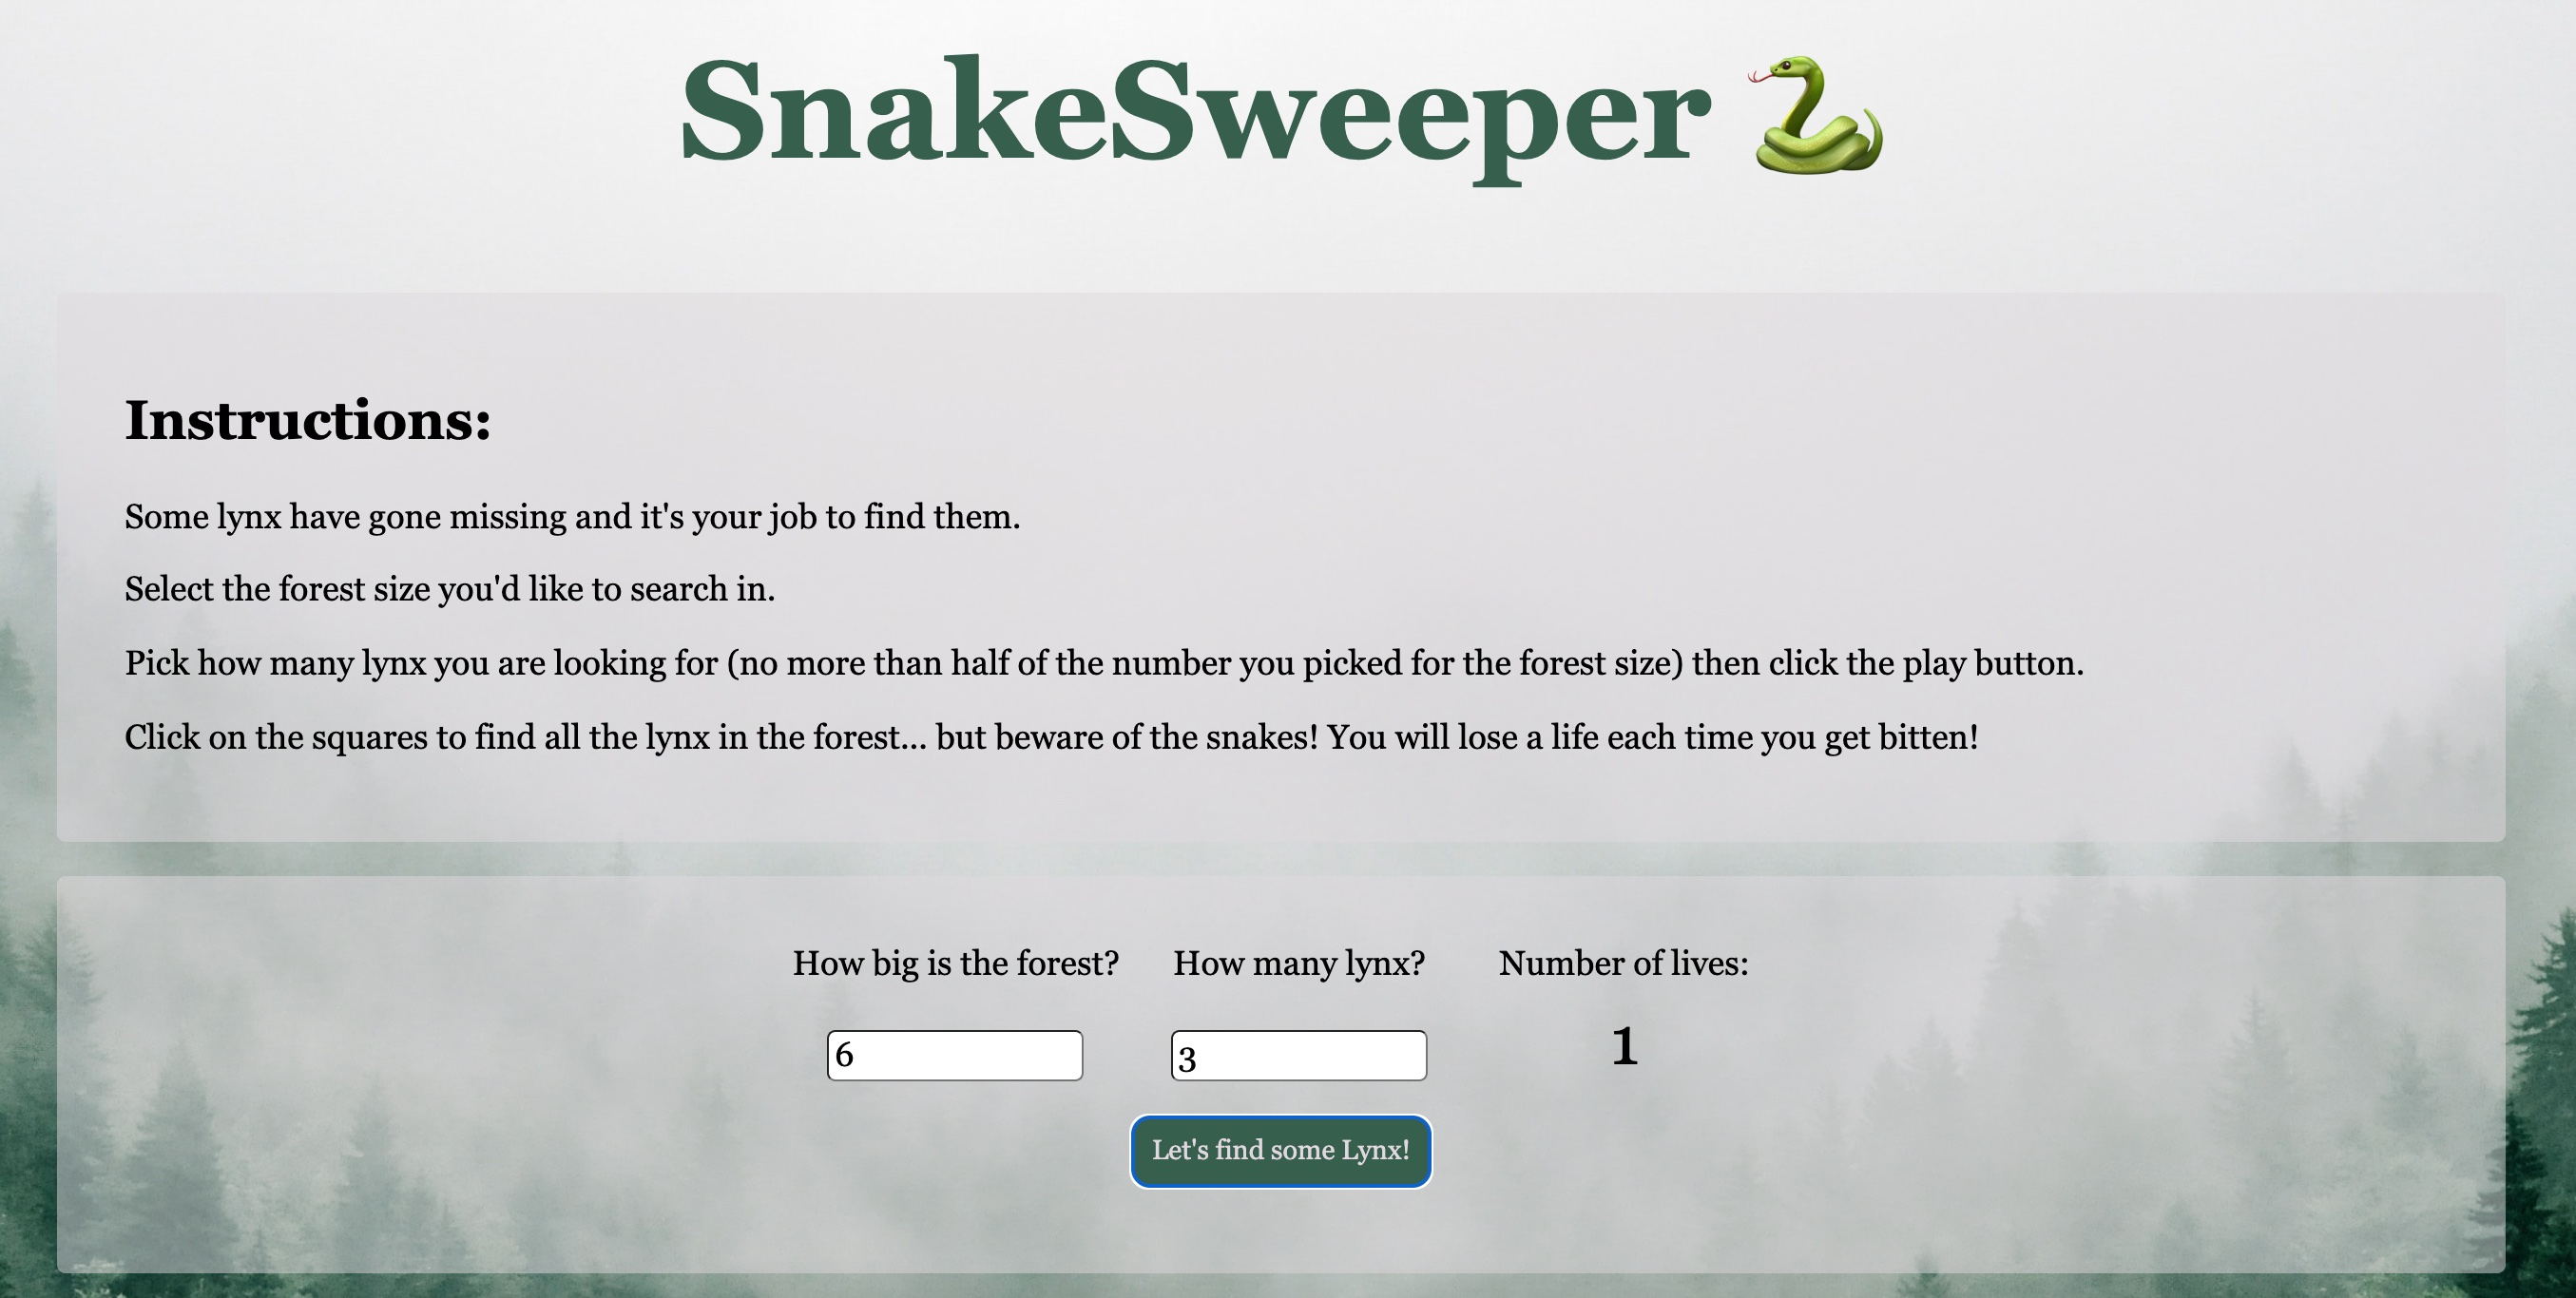 SnakeSweeper
Instructions:
Some lynx have gone missing and it's your job to find them.
Select the forest size you'd like to search in.
Pick how many lynx you are looking for (no more than half of the number you picked for the forest size) then click the play button.
Click on the squares to find all the lynx in the forest... but beware of the snakes! You will lose a life each time you get bitten!
How big is the forest? How many lynx? Number of lives:
6 3 1
Let's find some Lynx!